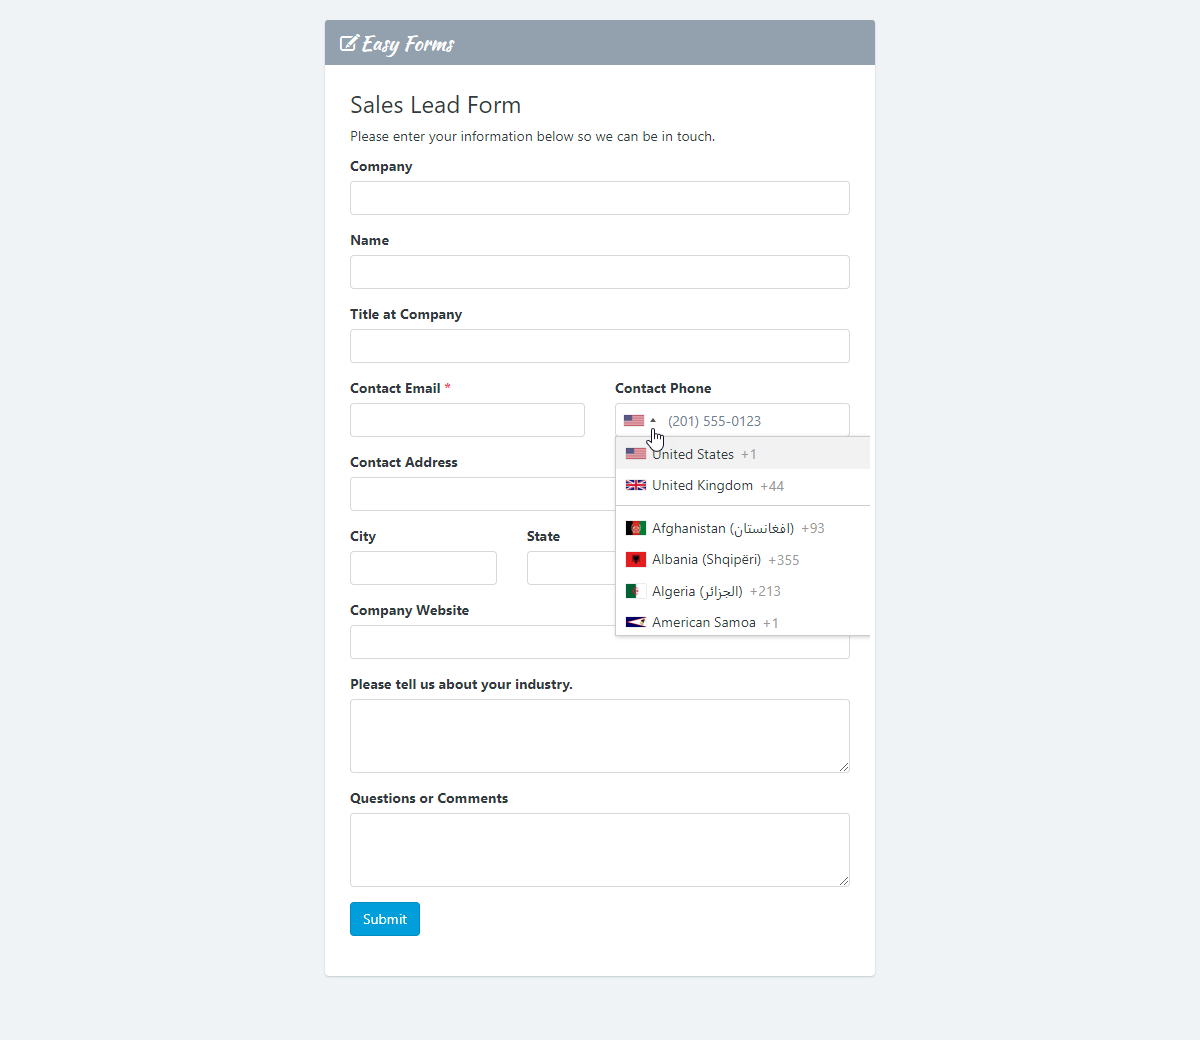 Easy Forms
Sales Lead Form
Please enter your information below so we can be in touch.
Company
Name
Title at Company
Contact Email * Contact Phone
(201) 555-0123
United States +1
Contact Address
United Kingdom +44
Afghanistan (افغانستان) +93
City State
Albania (Shqipëri) +355
Algeria (الجزائر) +213
Company Website
American Samoa +1
Please tell us about your industry.
Questions or Comments
Submit